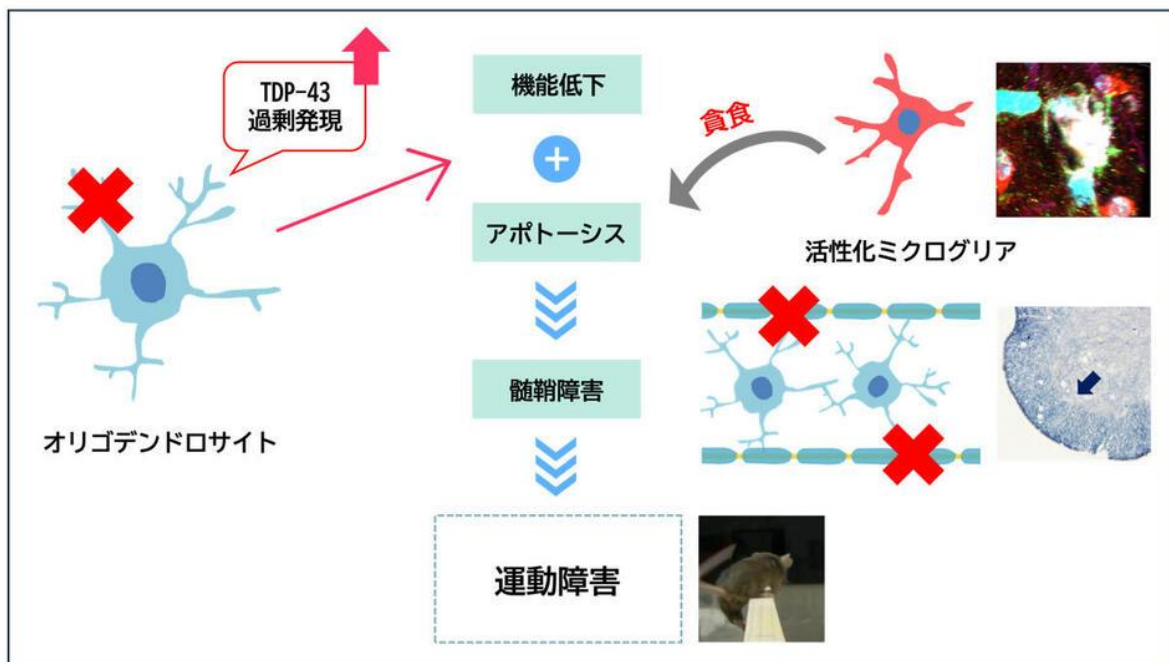 TDP-43
過剰発現
機能低下
貪食
アポトーシス
活性化ミクログリア
髄鞘障害
オリゴデンドロサイト
運動障害